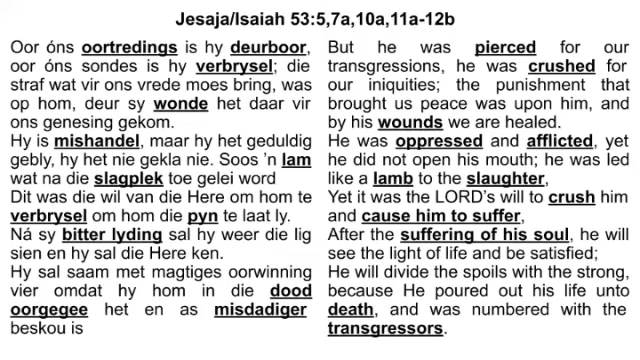 Jesaja/Isaiah 53:5,7a,10a,11a-12b
Oor óns oortredings is hy deurboor,
oor óns sondes is hy verbrysel; die
straf wat vir ons vrede moes bring, was
op hom, deur sy wonde het daar vir
ons genesing gekom.
Hy is mishandel, maar hy het geduldig
gebly, hy het nie gekla nie. Soos 'n lam
wat na die slagplek toe gelei word
Dit was die wil van die Here om hom te
verbrysel om hom die pyn te laat ly.
Ná sy bitter lyding sal hy weer die lig
sien en hy sal die Here ken.
Hy sal saam met magtiges oorwinning
vier omdat hy hom in die dood
oorgegee het en as misdadiger
beskou is
But he was pierced for our
transgressions, he was crushed for
our iniquities; the punishment that
brought us peace was upon him, and
by his wounds we are healed.
He was oppressed and afflicted, yet
he did not open his mouth; he was led
like a lamb to the slaughter,
Yet it was the LORD's will to crush him
and cause him to suffer,
After the suffering of his soul, he will
see the light of life and be satisfied;
He will divide the spoils with the strong,
because He poured out his life unto
death, and was numbered with the
transgressors.